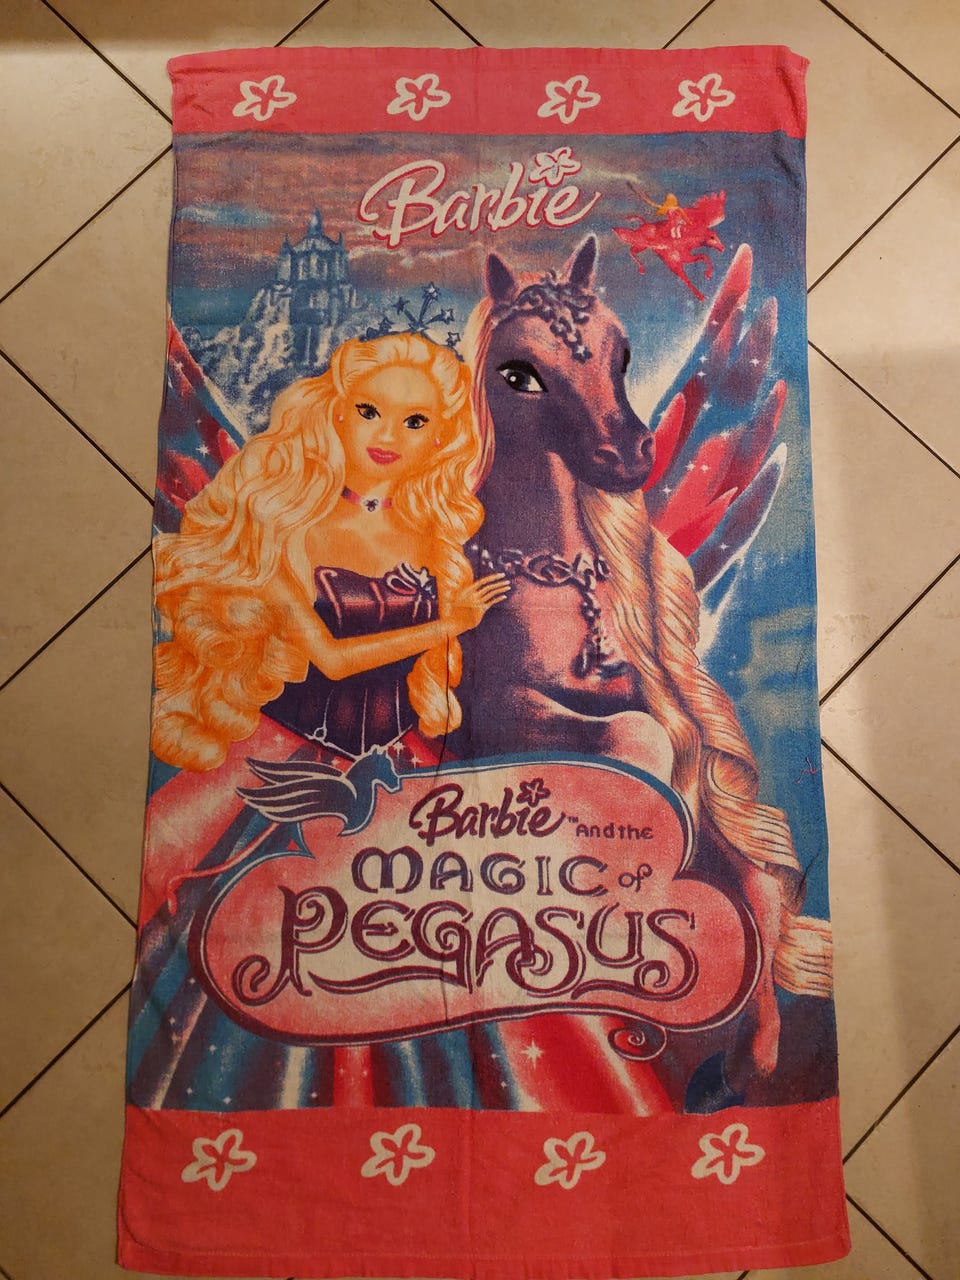 Barbie
Barbie™ and the
MAGIC of
PEGASUS